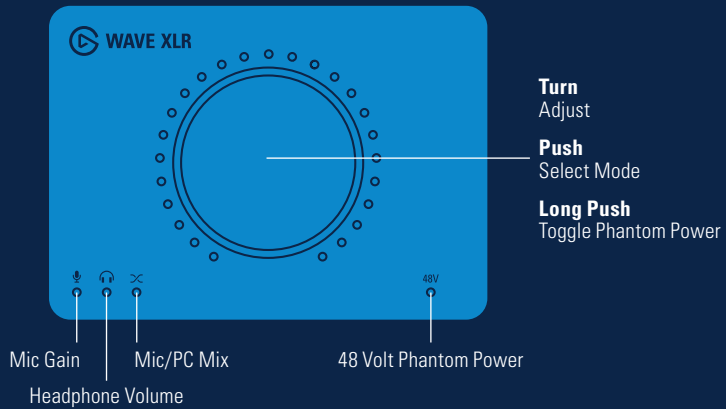 WAVE XLR
Turn
Adjust
Push
Select Mode
Long Push
Toggle Phantom Power
48V
Mic Gain
Mic/PC Mix
48 Volt Phantom Power
Headphone Volume